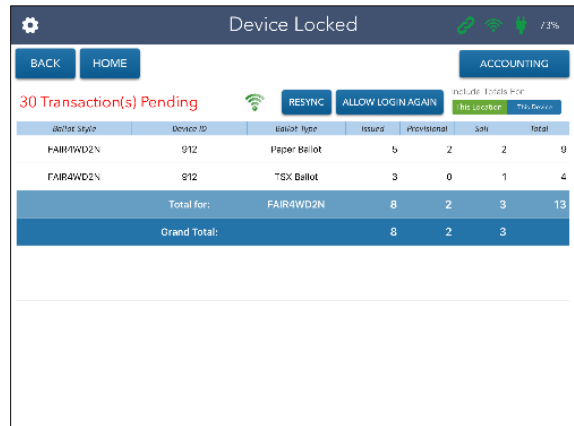 Device Locked 73%
BACK HOME ACCOUNTING
Include Totals For
30 Transaction(s) Pending RESYNC ALLOW LOGIN AGAIN This Location This Device
Ballot Style Device ID Ballot Type Issued Provisional Spoil Total
FAIR4WD2N 912 Paper Ballot 5 2 2 9
FAIR4WD2N 912 TSX Ballot 3 0 1 4
Total for: FAIR4WD2N 8 2 3 13
Grand Total: 8 2 3